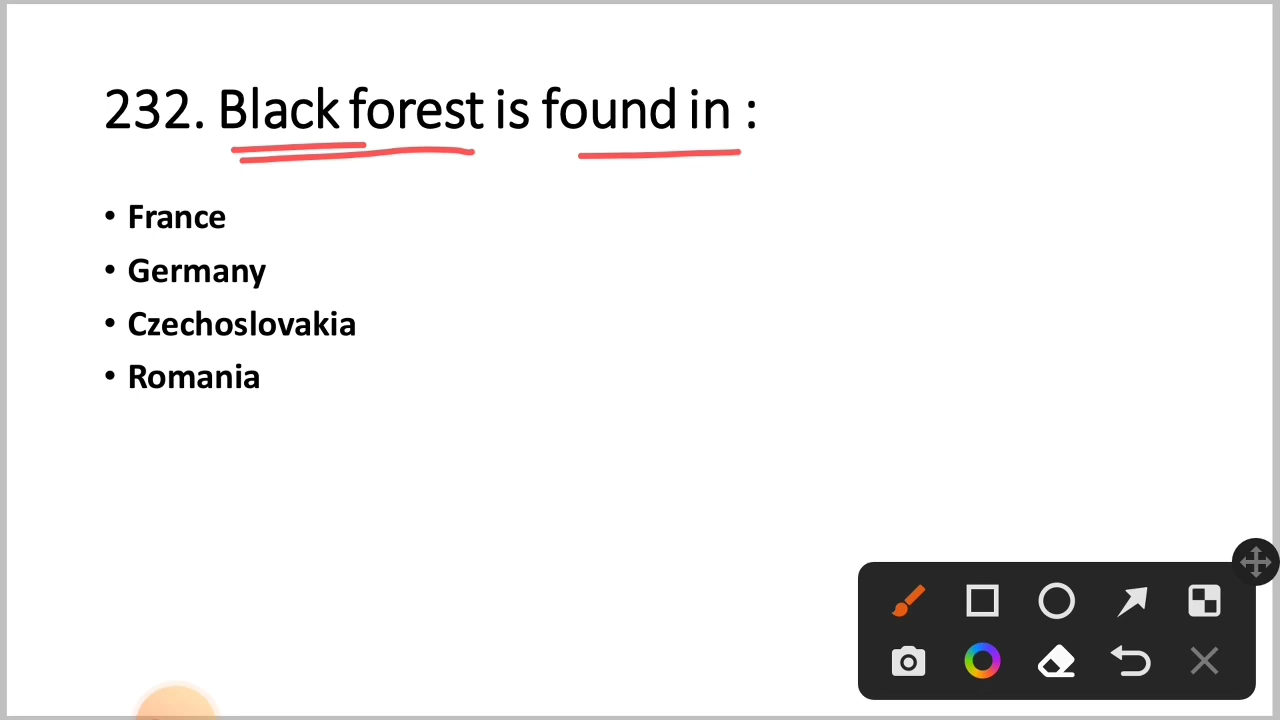 232. Black forest is found in :
• France
• Germany
• Czechoslovakia
• Romania